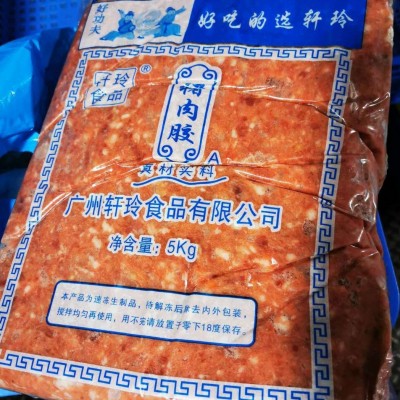 好功夫
好吃的选轩玲
轩玲®
食品
精肉胶
A
真材实料
广州轩玲食品有限公司
净含量：5Kg
本产品为速冻生制品，待解冻后去内外包装，
搅拌均匀再使用，用不完请放置于零下18度保存。